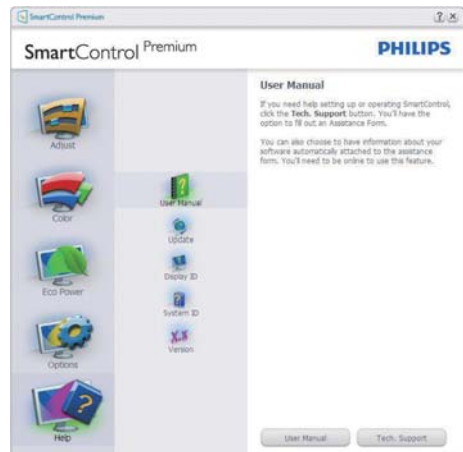 SmartControl Premium
SmartControl Premium
PHILIPS
Adjust
Color
Eco Power
Options
Help
User Manual
Update
Display ID
System ID
Version
User Manual
If you need help setting up or operating SmartControl,
click the Tech. Support button. You'll have the
option to fill out an Assistance Form.
You can also choose to have information about your
software automatically attached to the assistance
form. You'll need to be online to use this feature.
User Manual
Tech. Support